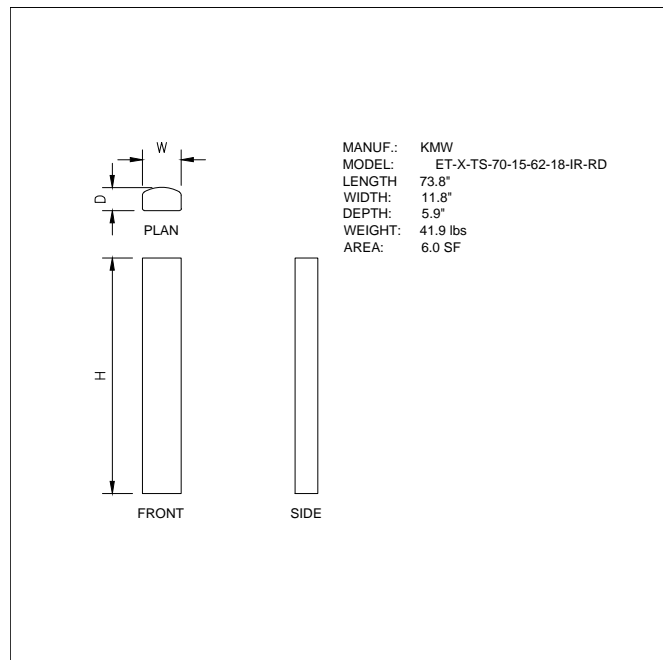 W
D
PLAN
H
FRONT
SIDE
MANUF.: KMW
MODEL: ET-X-TS-70-15-62-18-IR-RD
LENGTH 73.8"
WIDTH: 11.8"
DEPTH: 5.9"
WEIGHT: 41.9 lbs
AREA: 6.0 SF